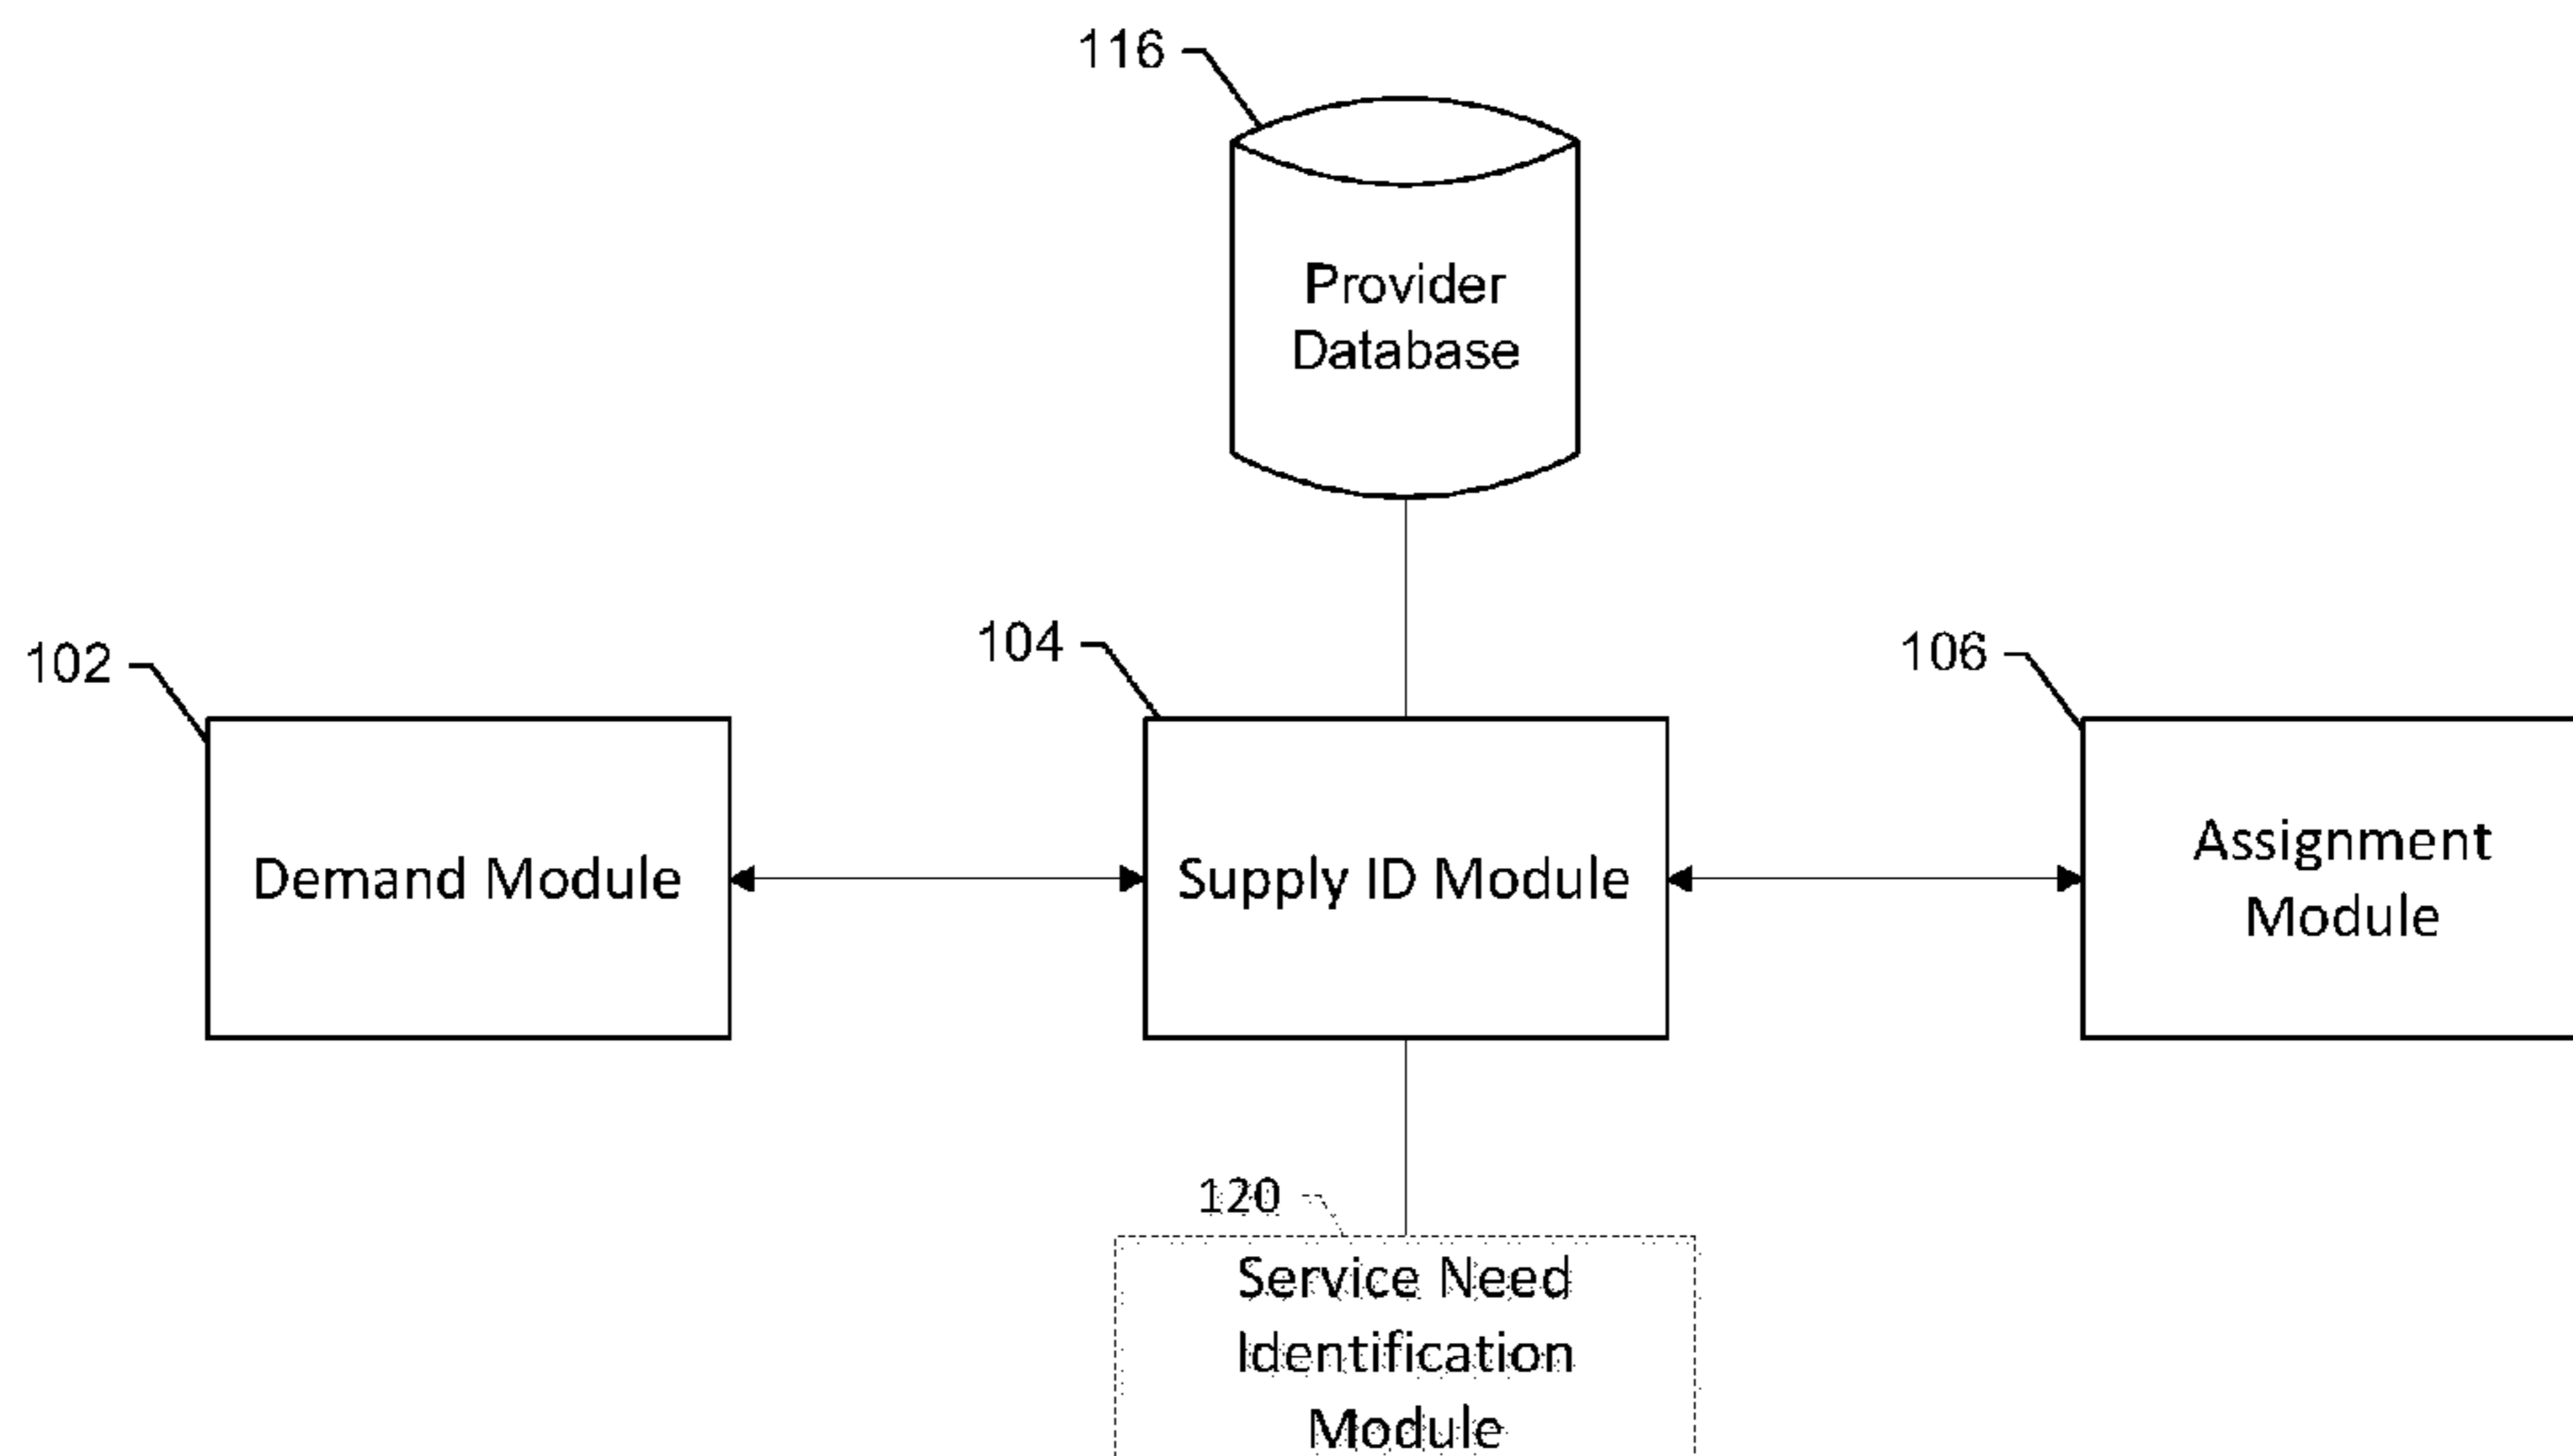 116
Provider
Database
102
104
106
Demand Module
Supply ID Module
Assignment
Module
120
Service Need
Identification
Module